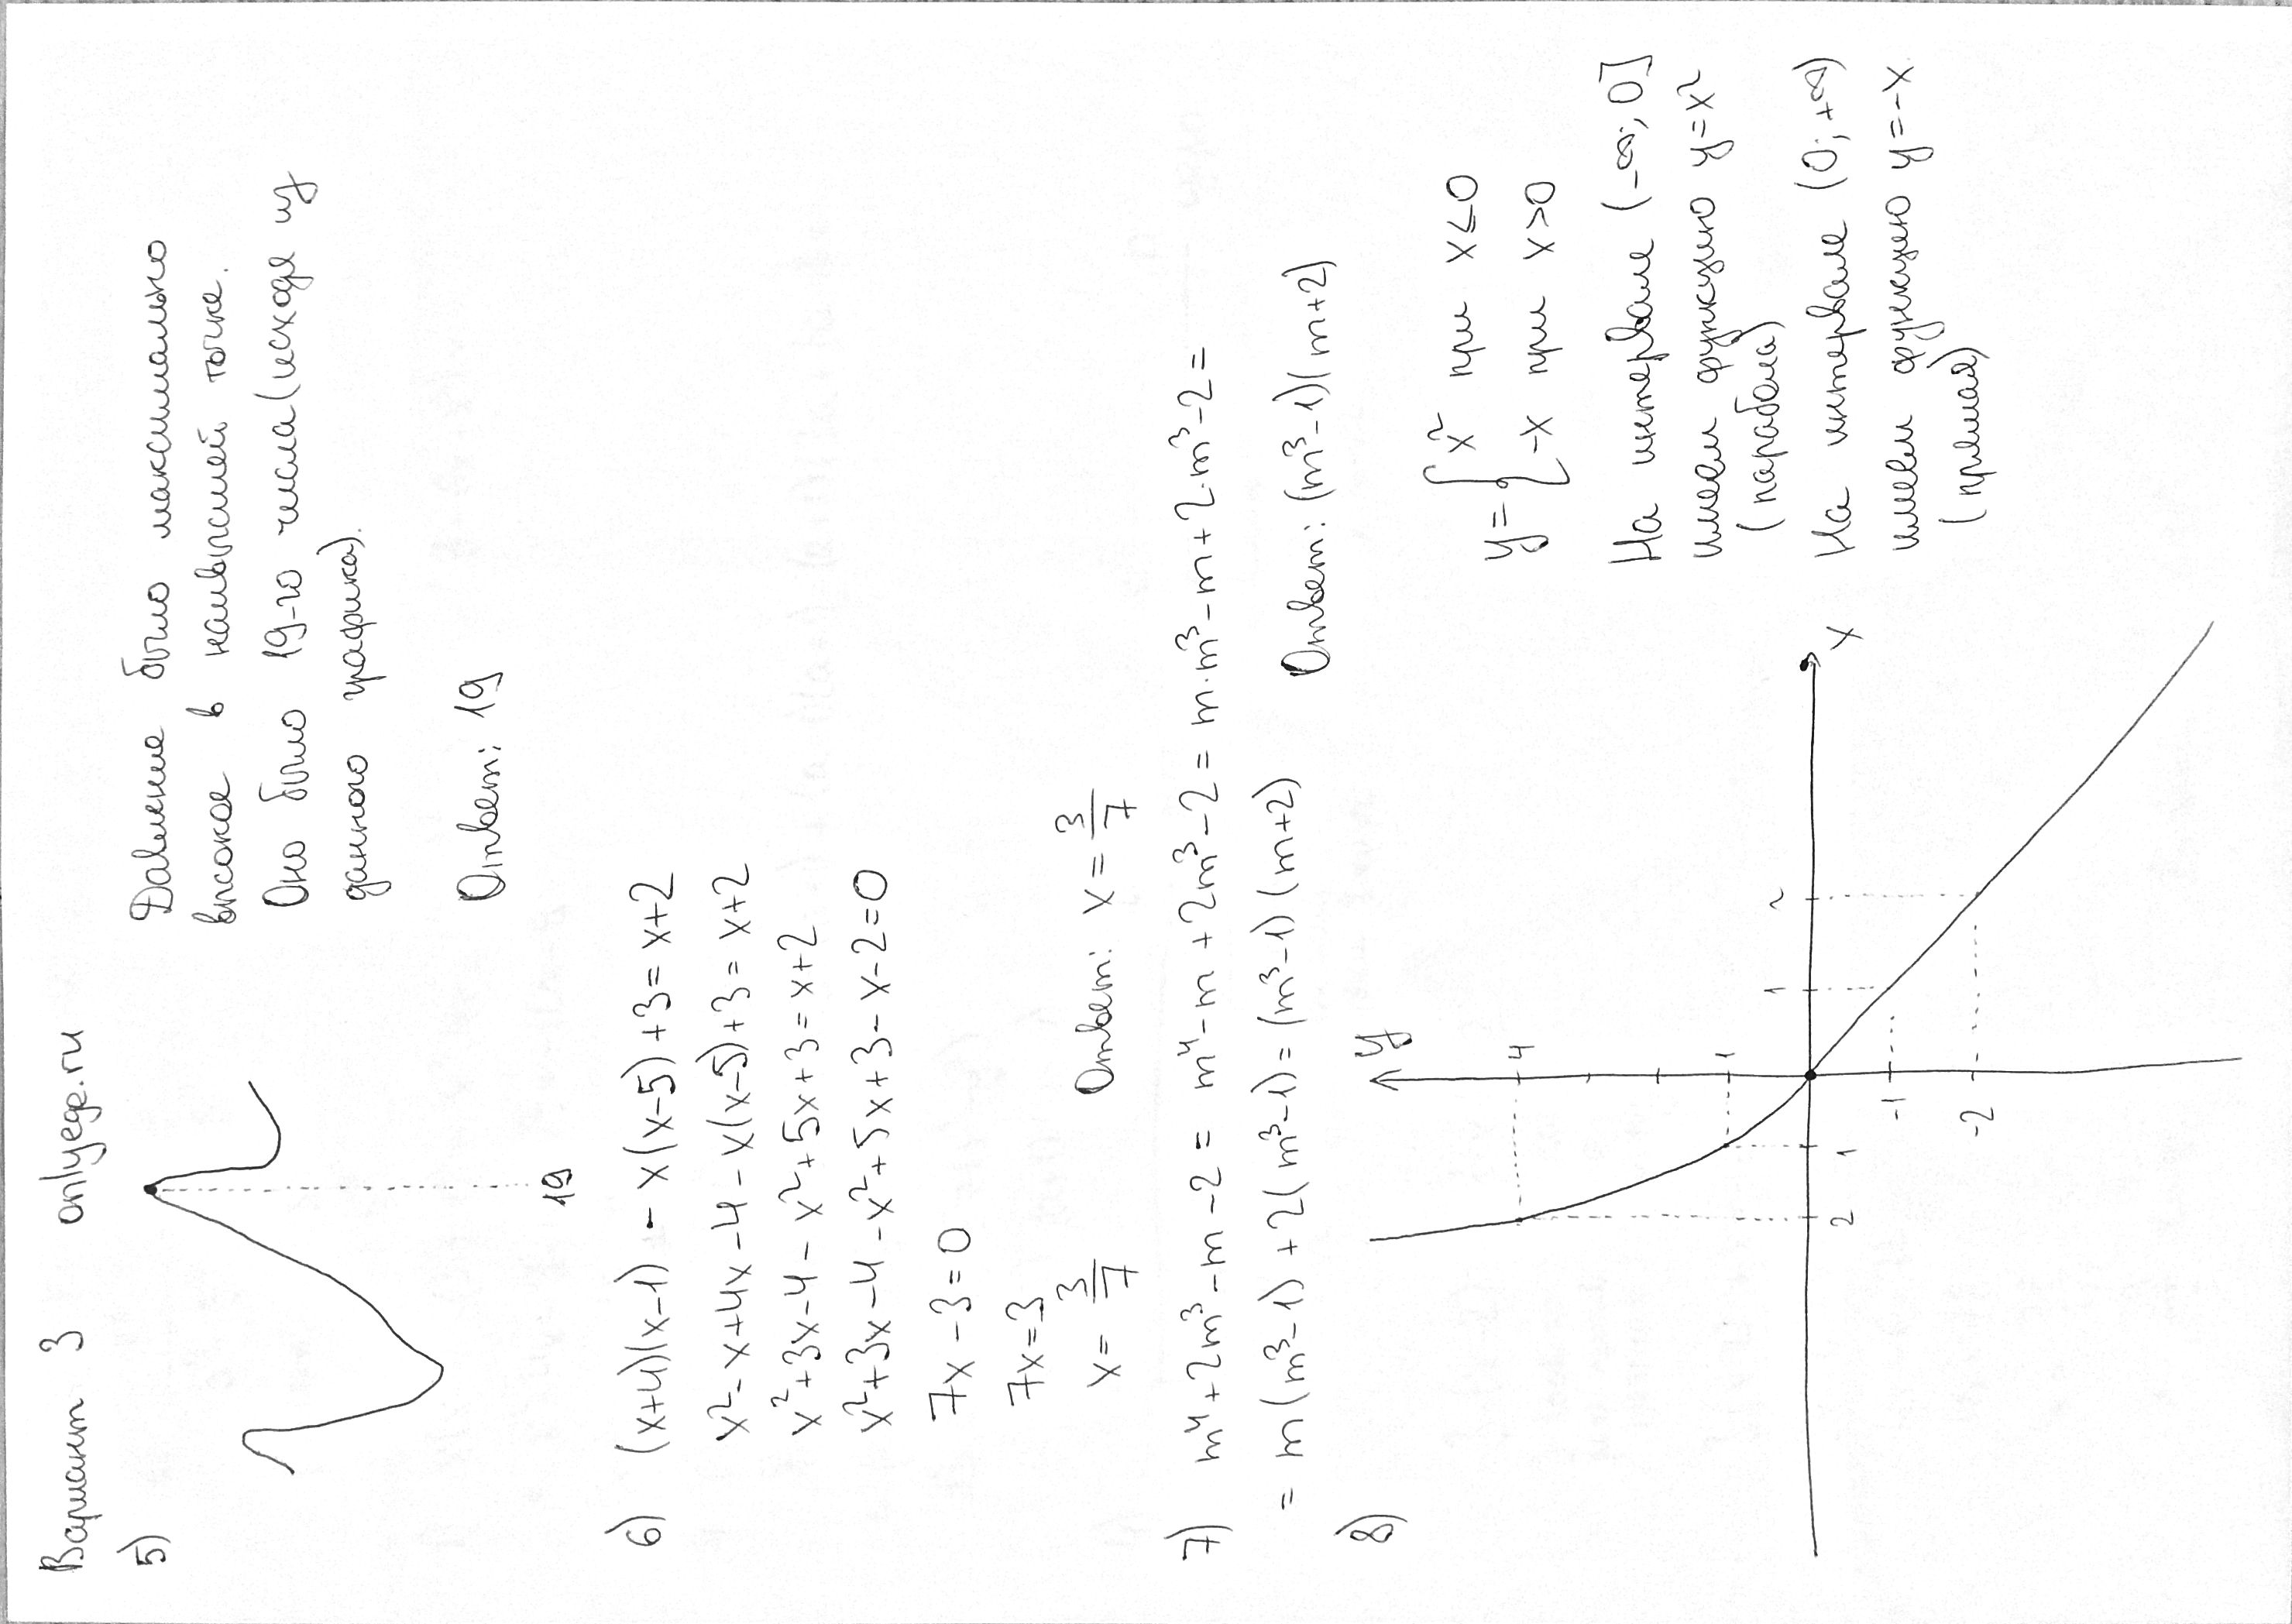 Вариант 3 onlyege.ru
5)
Давление было максимально
высокое в наивысшей точке.
Оно было 19-го числа (исходя из
данного графика).
Ответ: 19
19
6) (x+4)(x-1) - x(x-5)+3=x+2
x²-x+4x-4-x(x-5)+3=x+2
x²+3x-4-x²+5x+3=x+2
x²+3x-4-x²+5x+3-x-2=0
7x-3=0
7x=3
x=3/7 Ответ: x=3/7
7) m⁴+2m³-m-2= m⁴-m+2m³-2= m·m³-m+2·m³-2=
= m(m³-1)+2(m³-1)=(m³-1)(m+2) Ответ: (m³-1)(m+2)
8)
y={x² при x≤0
-x при x>0
На интервале (-∞; 0]
имеем функцию y=x²
(парабола)
На интервале (0; +∞)
имеем функцию y=-x
(прямая)
y
4
1
2 1 1 2 x
-1
-2